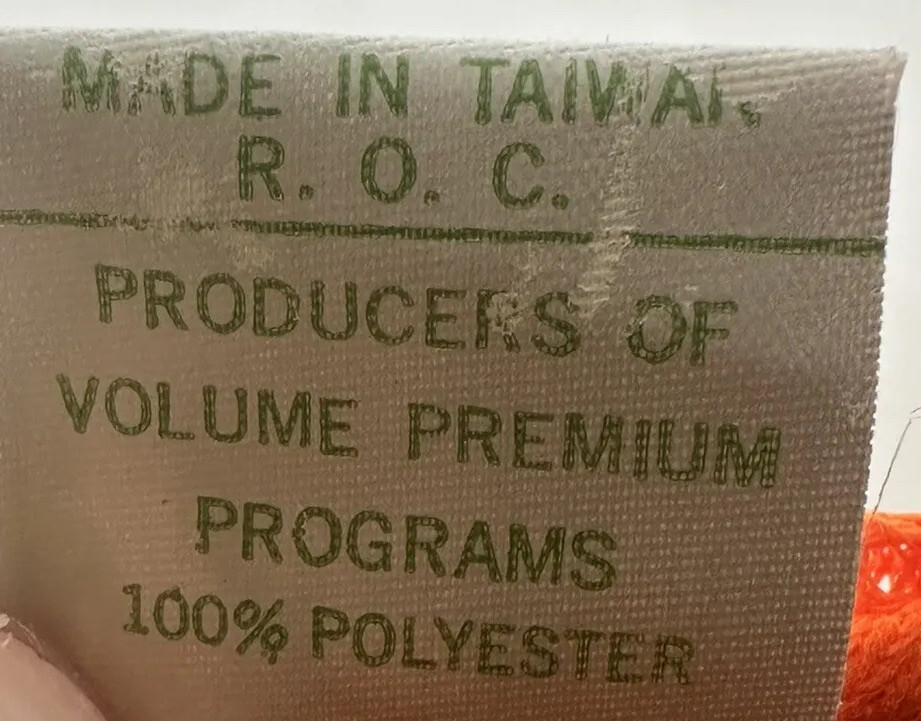 MADE IN TAIWAN
R. O. C.
PRODUCERS OF
VOLUME PREMIUM
PROGRAMS
100% POLYESTER